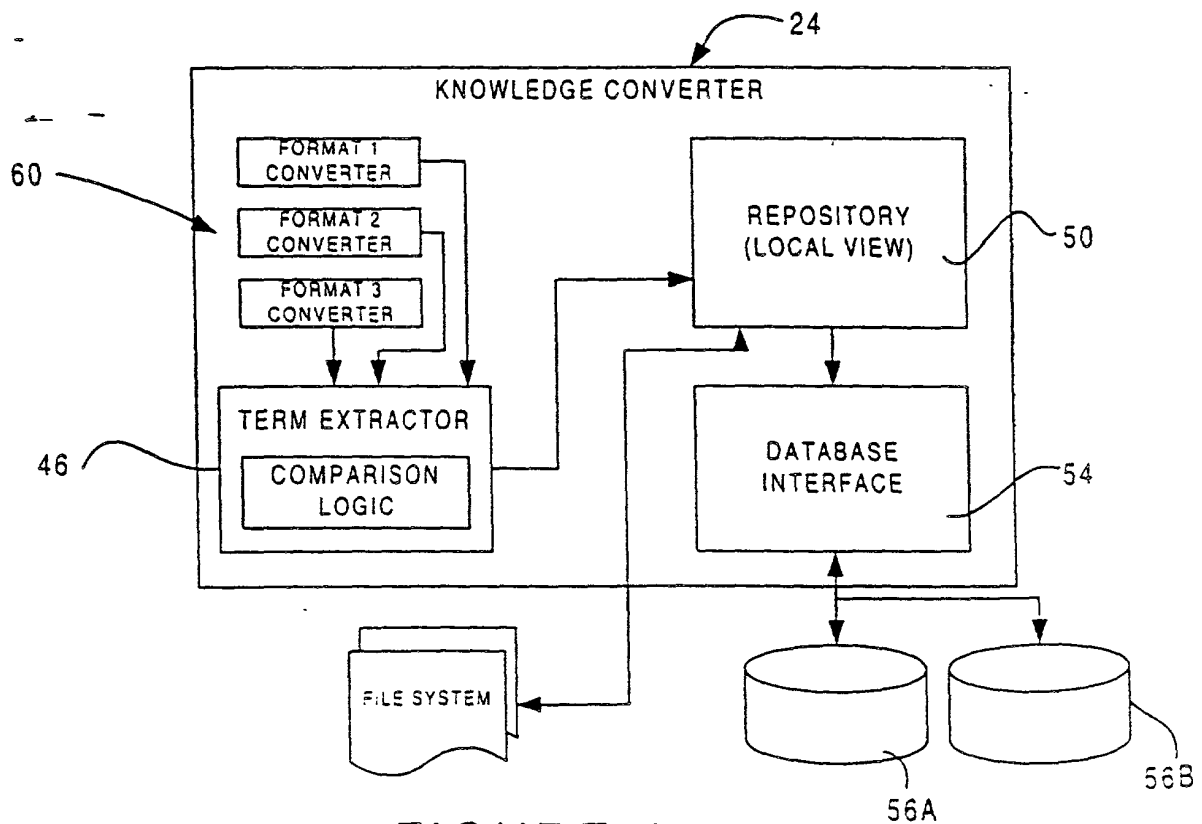 24
KNOWLEDGE CONVERTER
FORMAT 1
CONVERTER
60
FORMAT 2
CONVERTER
FORMAT 3
CONVERTER
REPOSITORY
(LOCAL VIEW)
50
TERM EXTRACTOR
46
COMPARISON
LOGIC
DATABASE
INTERFACE
54
FILE SYSTEM
56A
56B